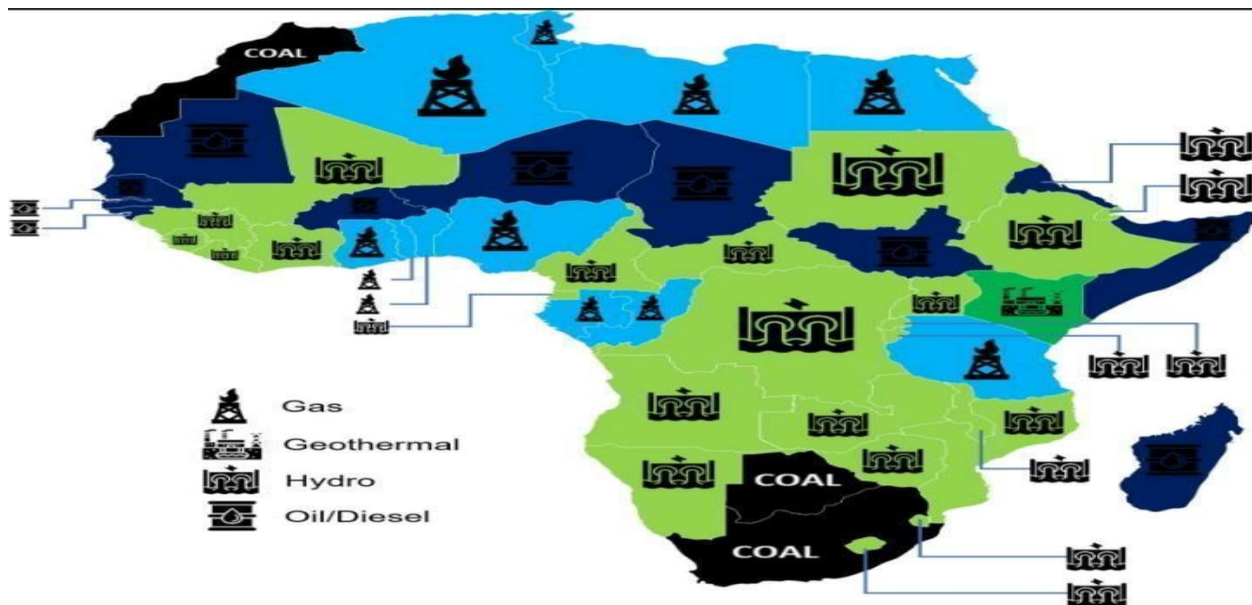 COAL
Gas
Geothermal
Hydro
Oil/Diesel
COAL
COAL